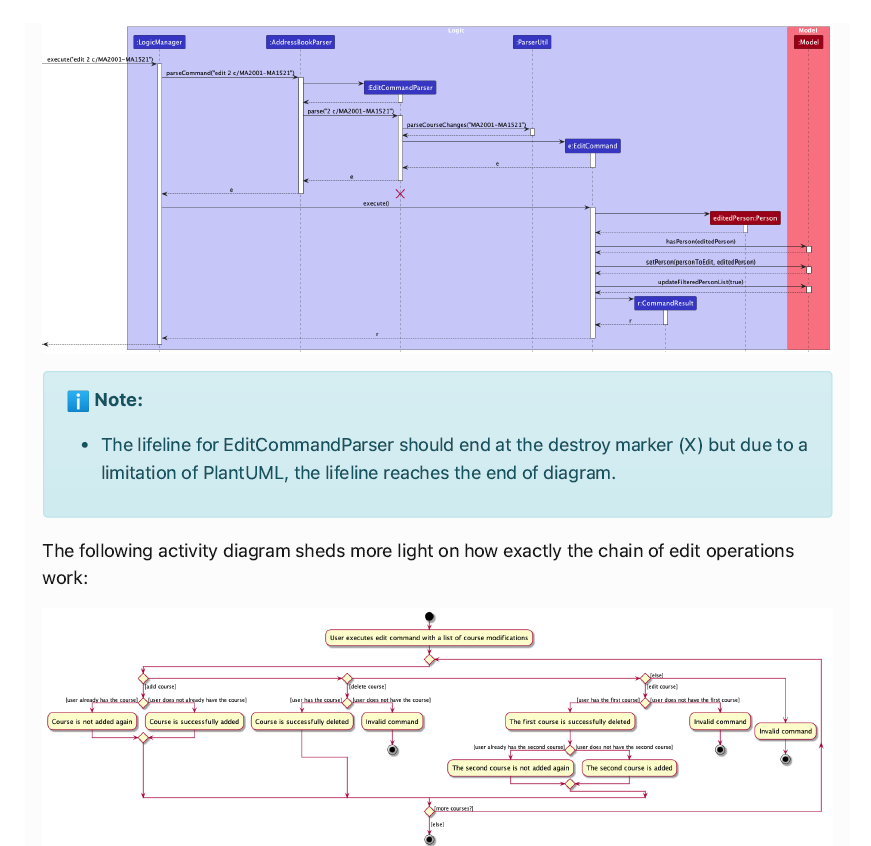 Logic
Model
:LogicManager
:AddressBookParser
:ParserUtil
:Model
execute("edit 2 c/MA2001-MA1521")
parseCommand("edit 2 c/MA2001-MA1521")
:EditCommandParser
parse("2 c/MA2001-MA1521")
parseCourseChanges("MA2001-MA1521")
e:EditCommand
e
e
e
execute()
editedPerson:Person
hasPerson(editedPerson)
setPerson(personToEdit, editedPerson)
updateFilteredPersonList(true)
r:CommandResult
r
r
Note:
• The lifeline for EditCommandParser should end at the destroy marker (X) but due to a
limitation of PlantUML, the lifeline reaches the end of diagram.
The following activity diagram sheds more light on how exactly the chain of edit operations
work:
User executes edit command with a list of course modifications
[else]
[add course]
[delete course]
[edit course]
[user already has the course]
[user does not already have the course]
[user has the course]
[user does not have the course]
[user has the first course]
[user does not have the first course]
Course is not added again
Course is successfully added
Course is successfully deleted
Invalid command
The first course is successfully deleted
Invalid command
Invalid command
[user already has the second course]
[user does not have the second course]
The second course is not added again
The second course is added
[more courses?]
[else]